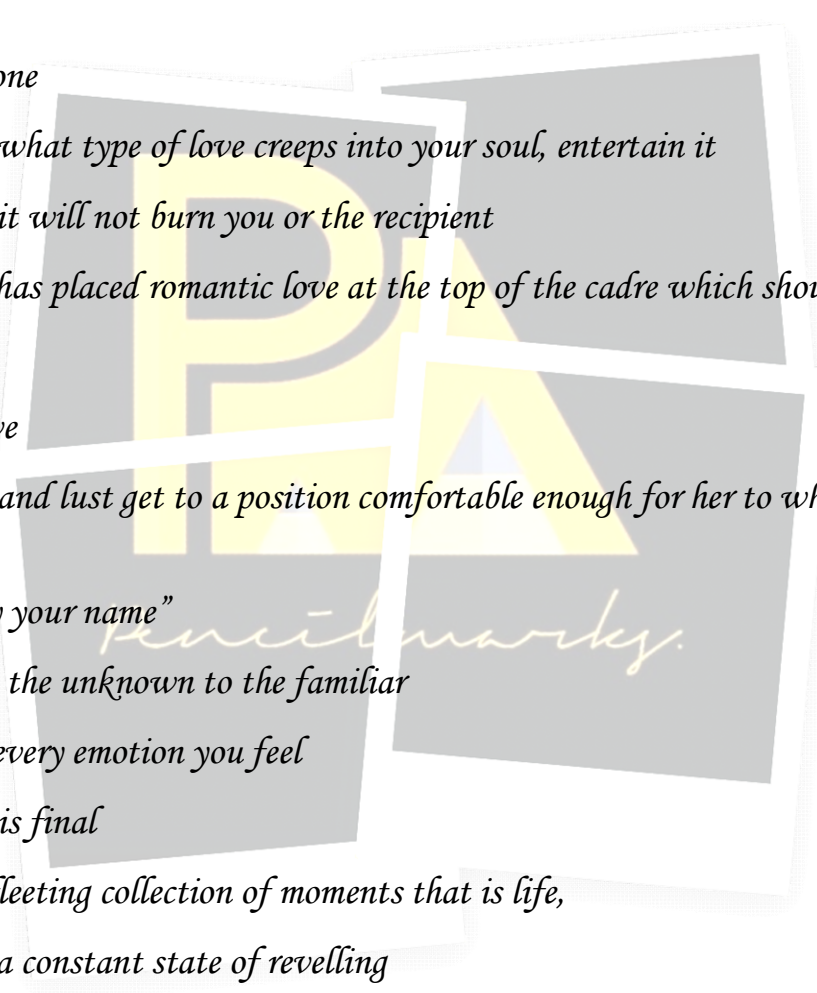 one
what type of love creeps into your soul, entertain it
it will not burn you or the recipient
has placed romantic love at the top of the cadre which shou
ve
and lust get to a position comfortable enough for her to wh
your name”
the unknown to the familiar
every emotion you feel
is final
fleeting collection of moments that is life,
a constant state of revelling
PA
Pencilmarks.